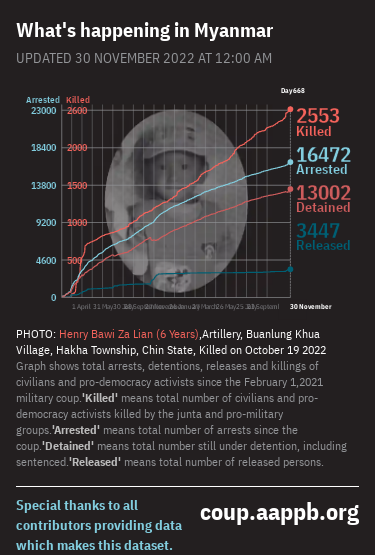 What's happening in Myanmar
UPDATED 30 NOVEMBER 2022 AT 12:00 AM
Day668
Arrested Killed
23000 2600
2553
Killed
18400 2000
16472
Arrested
13800 1500
13002
Detained
9200 1000
3447
Released
4600 500
0
30 November
PHOTO: Henry Bawi Za Lian (6 Years),Artillery, Buanlung Khua
Village, Hakha Township, Chin State, Killed on October 19 2022
Graph shows total arrests, detentions, releases and killings of
civilians and pro-democracy activists since the February 1,2021
military coup.'Killed' means total number of civilians and pro-
democracy activists killed by the junta and pro-military
groups.'Arrested' means total number of arrests since the
coup.'Detained' means total number still under detention, including
sentenced.'Released' means total number of released persons.
Special thanks to all
contributors providing data
which makes this dataset.
coup.aappb.org